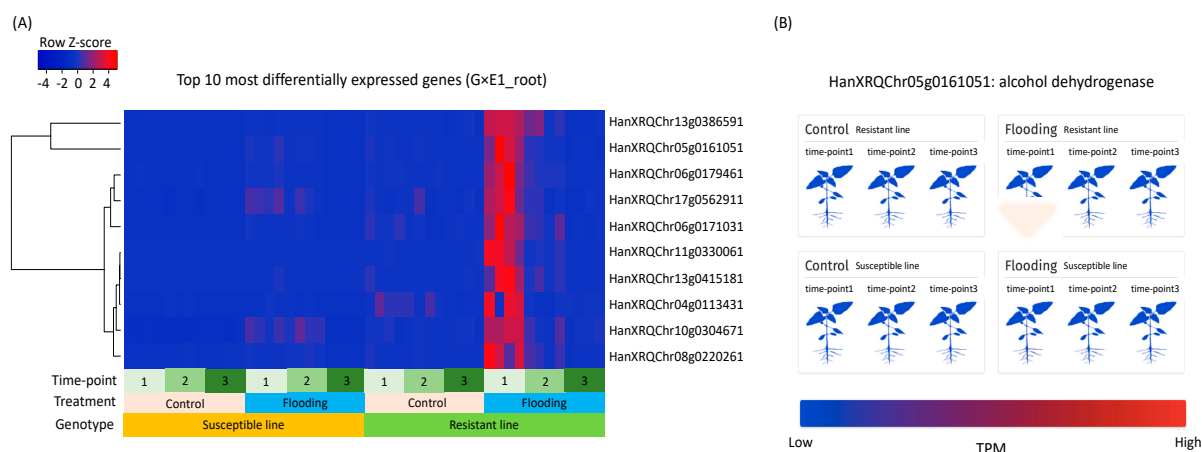 (A)
Row Z-score
-4 -2 0 2 4
Top 10 most differentially expressed genes (G×E1_root)
HanXRQChr13g0386591
HanXRQChr05g0161051
HanXRQChr06g0179461
HanXRQChr17g0562911
HanXRQChr06g0171031
HanXRQChr11g0330061
HanXRQChr13g0415181
HanXRQChr04g0113431
HanXRQChr10g0304671
HanXRQChr08g0220261
Time-point 1 2 3 1 2 3 1 2 3 1 2 3
Treatment Control Flooding Control Flooding
Genotype Susceptible line Resistant line
(B)
HanXRQChr05g0161051: alcohol dehydrogenase
Control Resistant line
time-point1 time-point2 time-point3
Flooding Resistant line
time-point1 time-point2 time-point3
Control Susceptible line
time-point1 time-point2 time-point3
Flooding Susceptible line
time-point1 time-point2 time-point3
Low TPM High